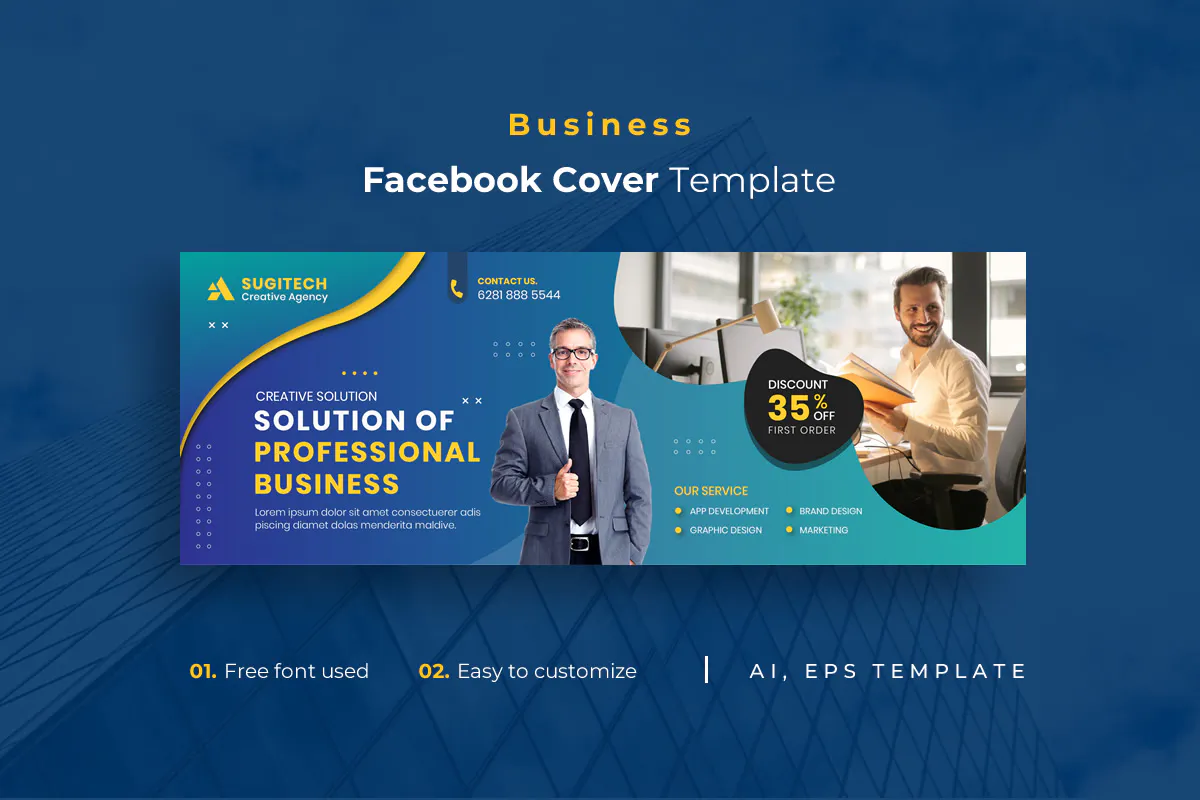 Business
Facebook Cover Template
SUGITECH
Creative Agency
CONTACT US.
6281 888 5544
CREATIVE SOLUTION
SOLUTION OF
PROFESSIONAL
BUSINESS
Lorem ipsum dolor sit amet consectuerer adis
piscing diamet dolas menderita maldive.
DISCOUNT
35% OFF
FIRST ORDER
OUR SERVICE
APP DEVELOPMENT
BRAND DESIGN
GRAPHIC DESIGN
MARKETING
01. Free font used
02. Easy to customize
AI, EPS TEMPLATE